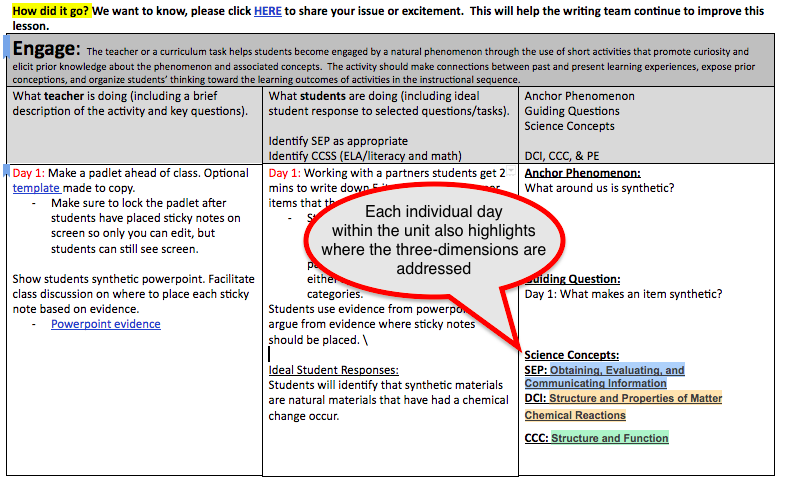 How did it go? We want to know, please click HERE to share your issue or excitement.  This will help the writing team continue to improve this
lesson.
Engage: The teacher or a curriculum task helps students become engaged by a natural phenomenon through the use of short activities that promote curiosity and
elicit prior knowledge about the phenomenon and associated concepts.  The activity should make connections between past and present learning experiences, expose prior
conceptions, and organize students' thinking toward the learning outcomes of activities in the instructional sequence.
What teacher is doing (including a brief
description of the activity and key questions).
What students are doing (including ideal
student response to selected questions/tasks).
Identify SEP as appropriate
Identify CCSS (ELA/literacy and math)
Anchor Phenomenon
Guiding Questions
Science Concepts
DCI, CCC, & PE
Day 1: Make a padlet ahead of class. Optional
template made to copy.
- Make sure to lock the padlet after
students have placed sticky notes on
screen so only you can edit, but
students can still see screen.
Show students synthetic powerpoint. Facilitate
class discussion on where to place each sticky
note based on evidence.
- Powerpoint evidence
Day 1: Working with a partners students get 2
mins to write down
items that
-
either
categories.
Students use evidence from
argue from evidence where sticky notes
should be placed. \
Ideal Student Responses:
Students will identify that synthetic materials
are natural materials that have had a chemical
change occur.
Each individual day
within the unit also highlights
where the three-dimensions are
addressed
Anchor Phenomenon:
What around us is synthetic?
Guiding Question:
Day 1: What makes an item synthetic?
Science Concepts:
SEP: Obtaining, Evaluating, and
Communicating Information
DCI: Structure and Properties of Matter
Chemical Reactions
CCC: Structure and Function